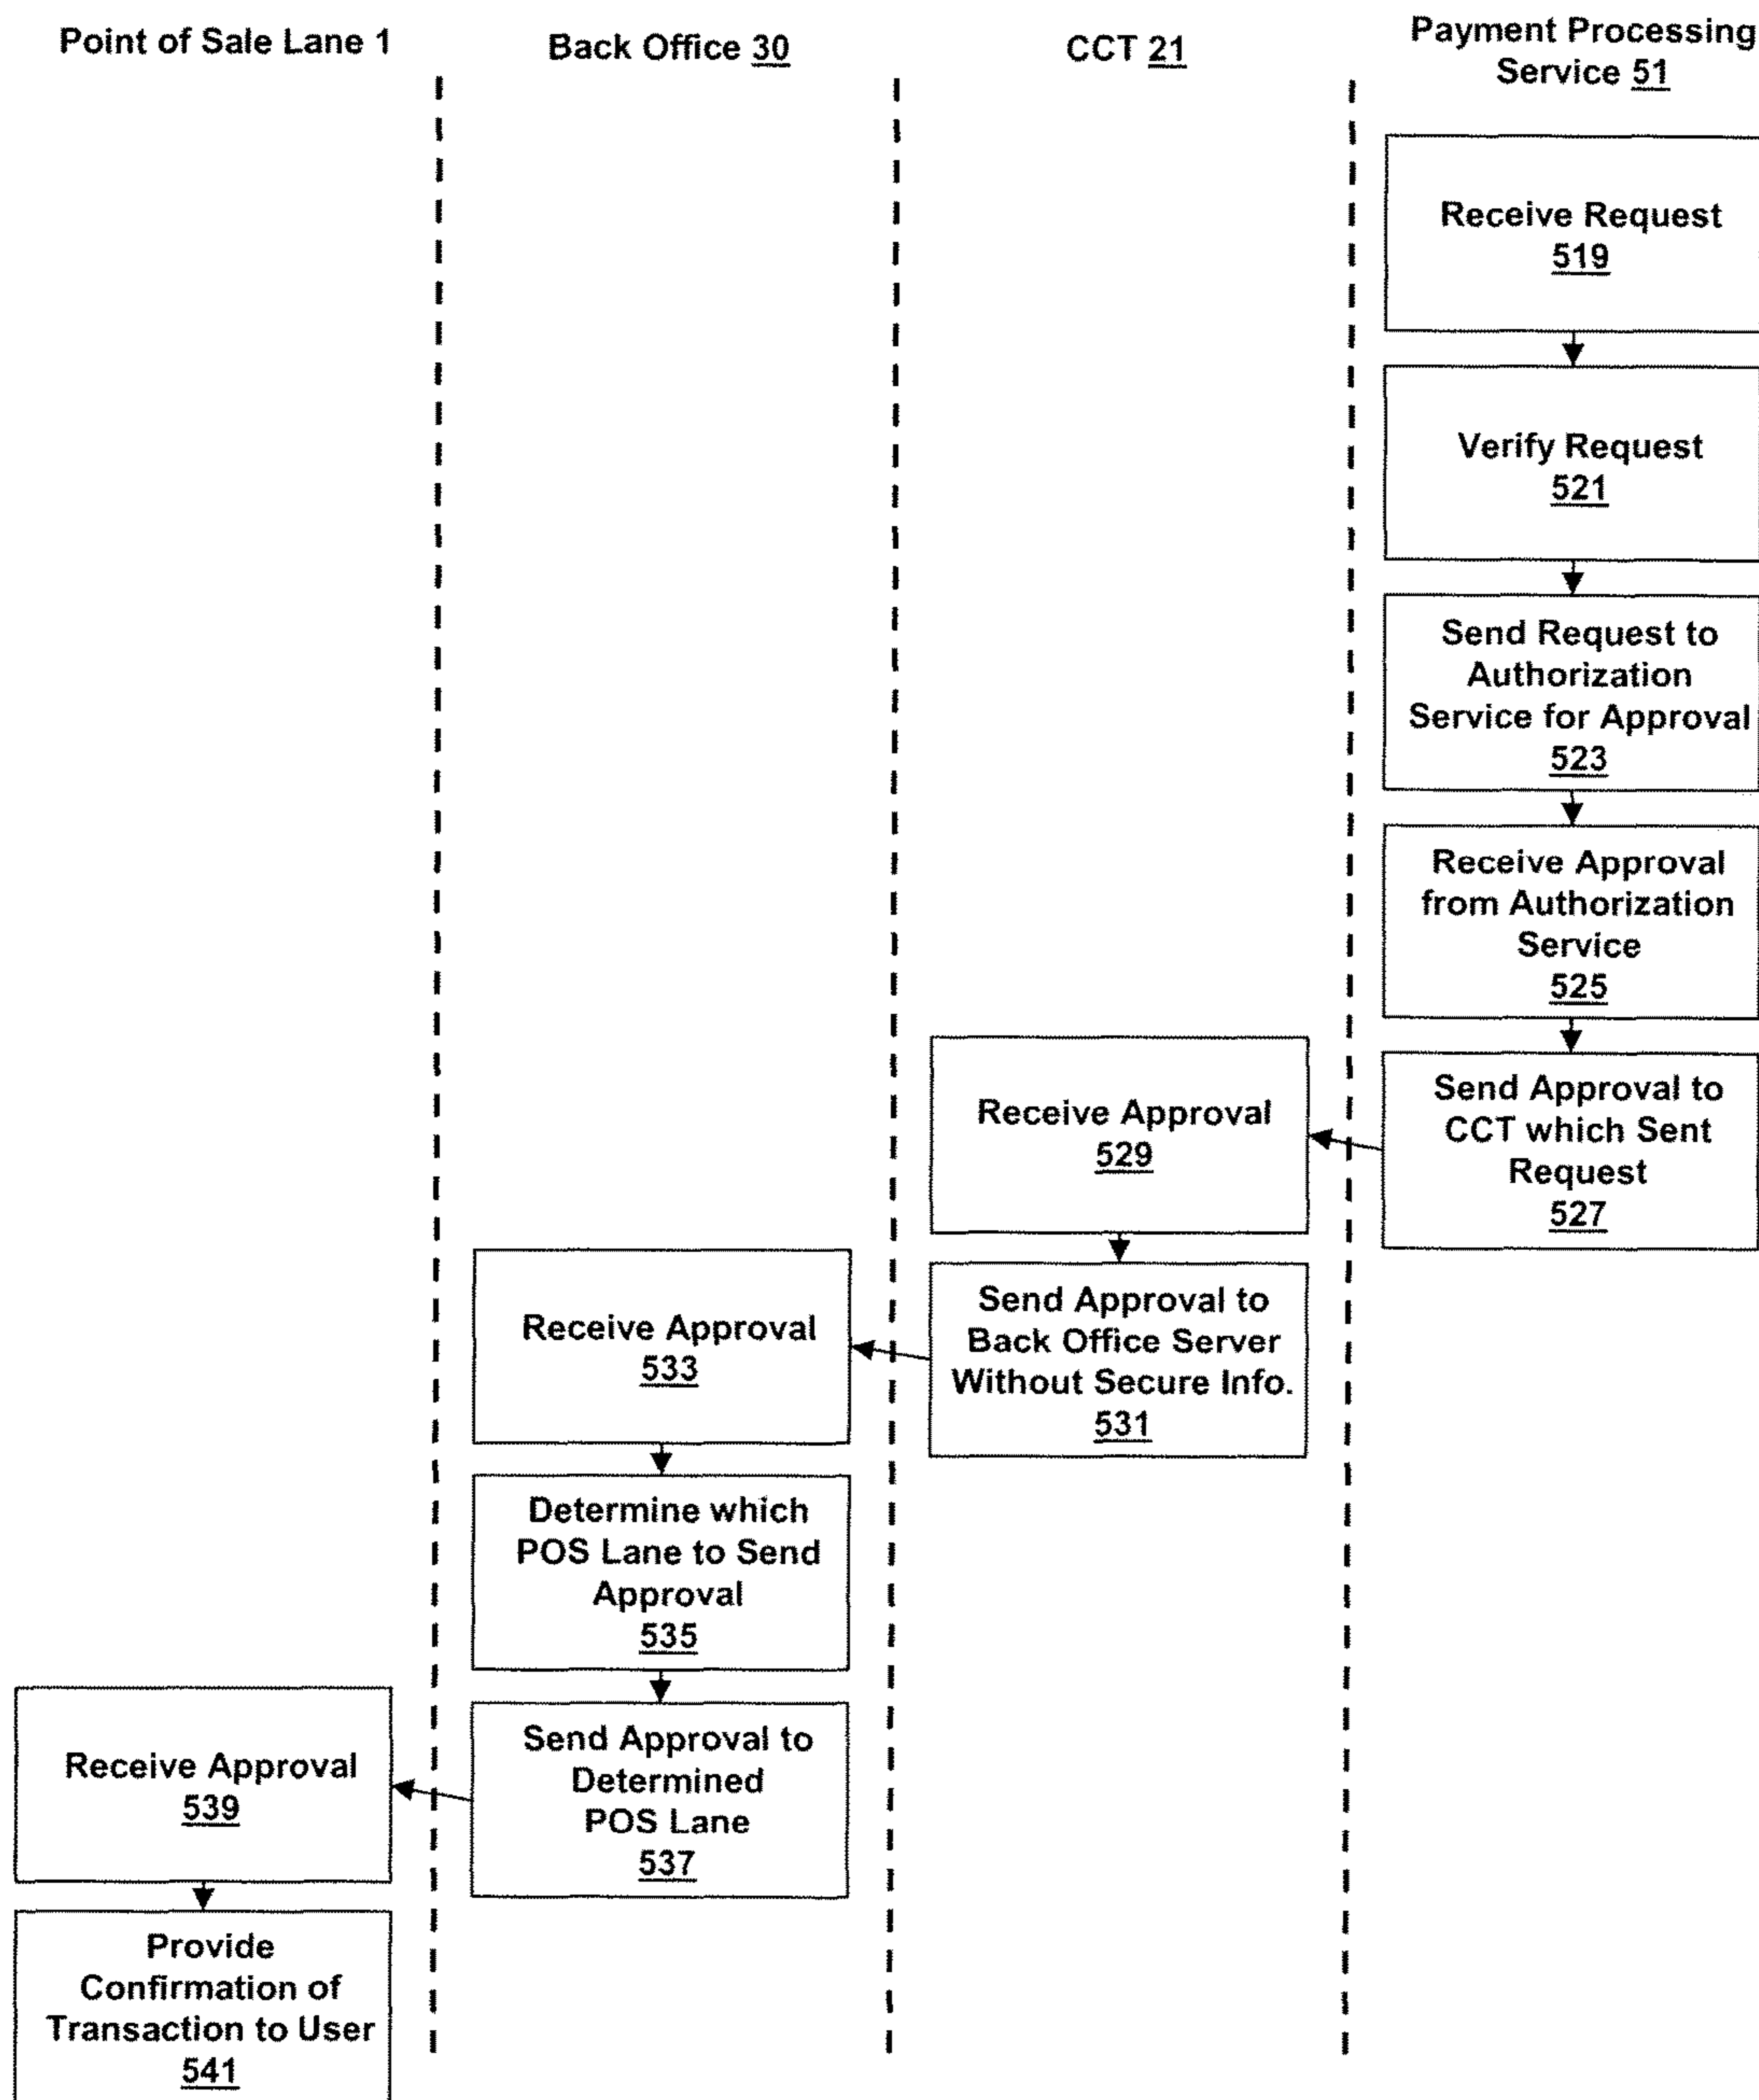 Point of Sale Lane 1
Back Office 30
CCT 21
Payment Processing
Service 51
Receive Request
519
Verify Request
521
Send Request to
Authorization
Service for Approval
523
Receive Approval
from Authorization
Service
525
Send Approval to
CCT which Sent
Request
527
Receive Approval
529
Send Approval to
Back Office Server
Without Secure Info.
531
Receive Approval
533
Determine which
POS Lane to Send
Approval
535
Send Approval to
Determined
POS Lane
537
Receive Approval
539
Provide
Confirmation of
Transaction to User
541